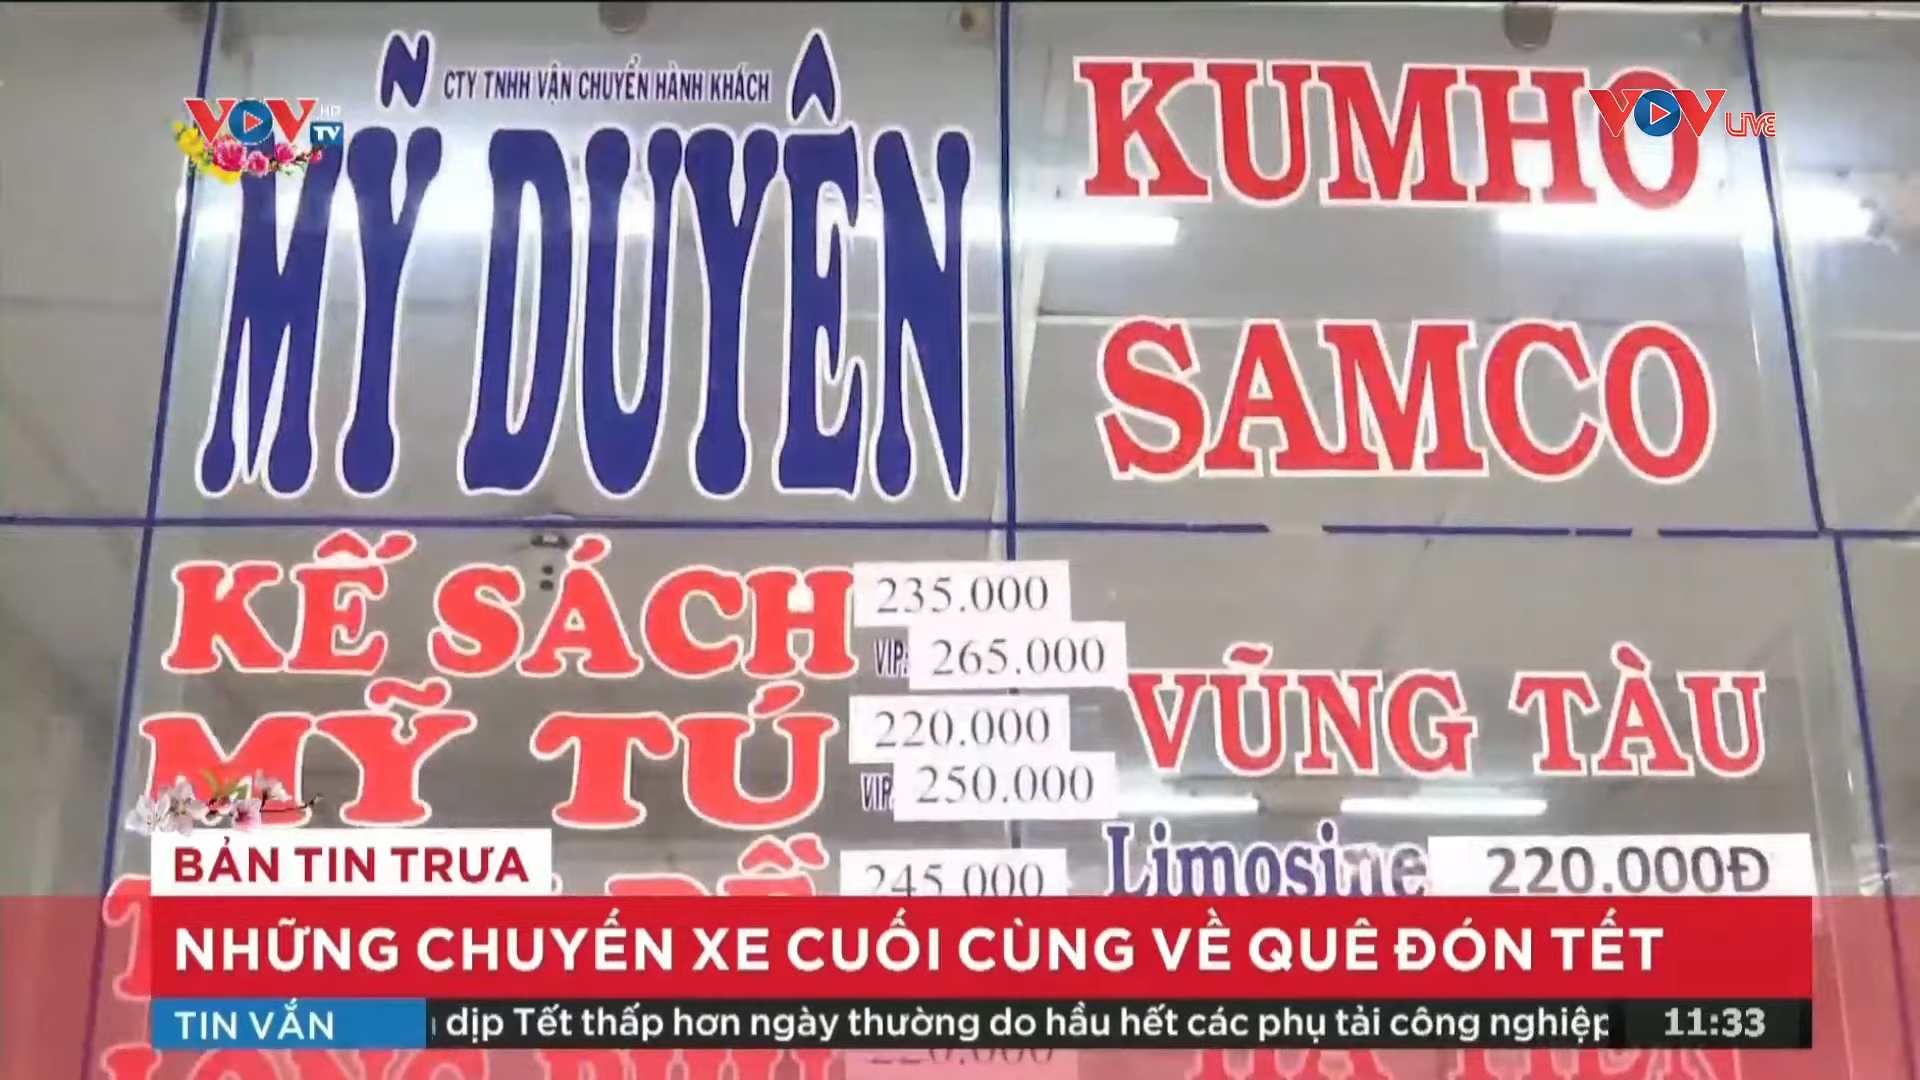 CTY TNHH VẬN CHUYỂN HÀNH KHÁCH
MỸ DUYÊN
KUMHO
SAMCO
VOV
HD
TV
VOV LIVE
KẾ SÁCH 235.000
VIP: 265.000
MỸ TÚ 220.000
VIP: 250.000
245.000
VŨNG TÀU
Limosine 220.000Đ
BẢN TIN TRƯA
NHỮNG CHUYẾN XE CUỐI CÙNG VỀ QUÊ ĐÓN TẾT
TIN VẮN
dịp Tết thấp hơn ngày thường do hầu hết các phụ tải công nghiệp
11:33